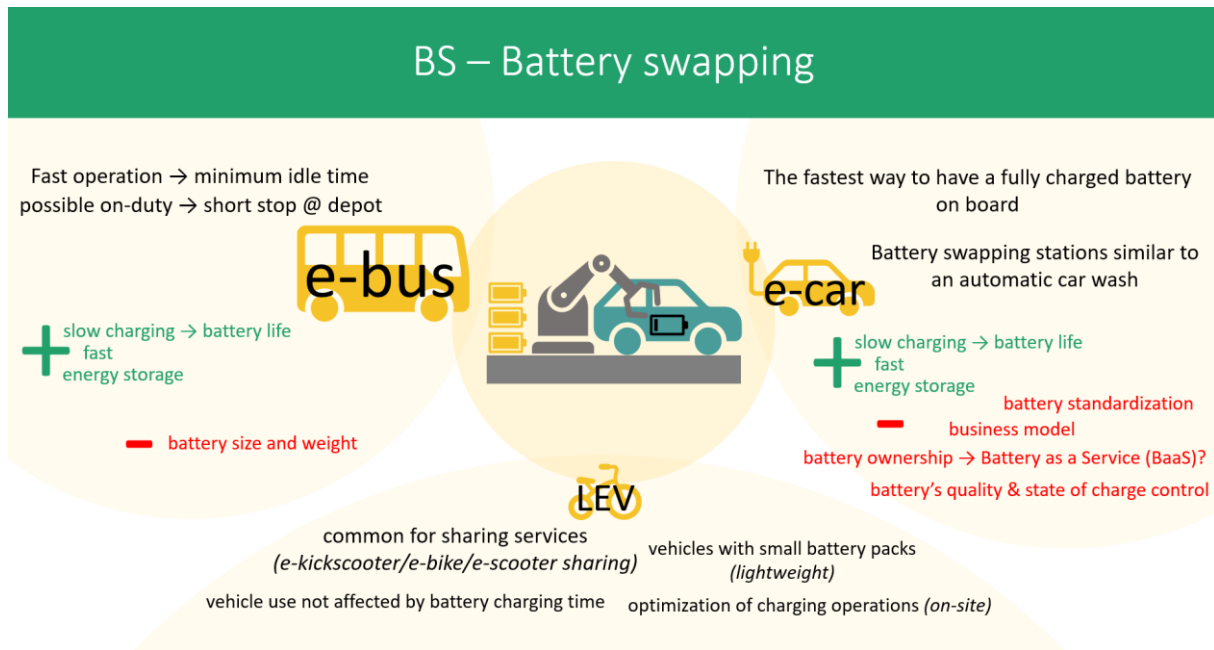 BS – Battery swapping
Fast operation → minimum idle time
possible on-duty → short stop @ depot
e-bus
slow charging → battery life
fast
energy storage
battery size and weight
The fastest way to have a fully charged battery
on board
Battery swapping stations similar to
an automatic car wash
e-car
slow charging → battery life
fast
energy storage
battery standardization
business model
battery ownership → Battery as a Service (BaaS)?
battery's quality & state of charge control
LEV
common for sharing services
(e-kickscooter/e-bike/e-scooter sharing)
vehicle use not affected by battery charging time
vehicles with small battery packs
(lightweight)
optimization of charging operations (on-site)